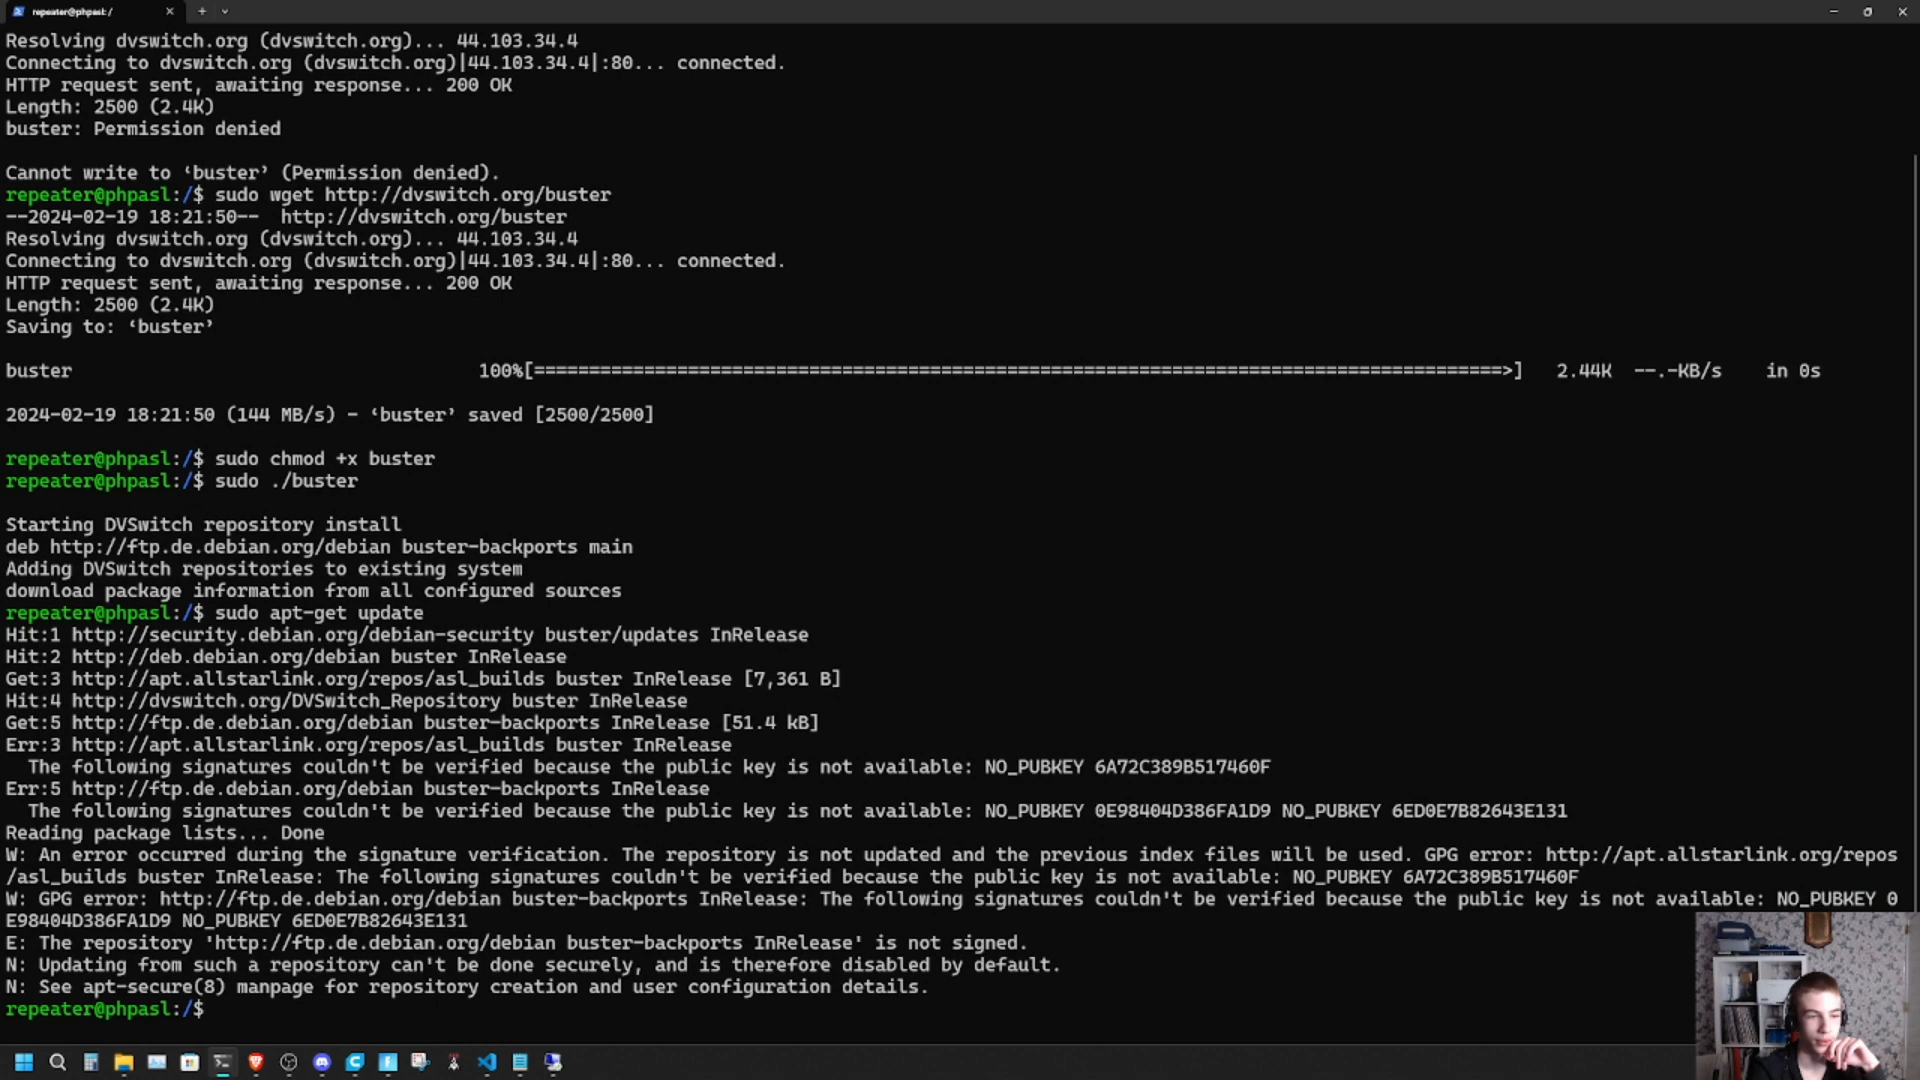 repeater@phpasl: /
Resolving dvswitch.org (dvswitch.org)... 44.103.34.4
Connecting to dvswitch.org (dvswitch.org)|44.103.34.4|:80... connected.
HTTP request sent, awaiting response... 200 OK
Length: 2500 (2.4K)
buster: Permission denied
Cannot write to ‘buster’ (Permission denied).
repeater@phpasl:/$ sudo wget http://dvswitch.org/buster
--2024-02-19 18:21:50--  http://dvswitch.org/buster
Resolving dvswitch.org (dvswitch.org)... 44.103.34.4
Connecting to dvswitch.org (dvswitch.org)|44.103.34.4|:80... connected.
HTTP request sent, awaiting response... 200 OK
Length: 2500 (2.4K)
Saving to: ‘buster’
buster 100%[========================================================================================>] 2.44K --.-KB/s in 0s
2024-02-19 18:21:50 (144 MB/s) - ‘buster’ saved [2500/2500]
repeater@phpasl:/$ sudo chmod +x buster
repeater@phpasl:/$ sudo ./buster
Starting DVSwitch repository install
deb http://ftp.de.debian.org/debian buster-backports main
Adding DVSwitch repositories to existing system
download package information from all configured sources
repeater@phpasl:/$ sudo apt-get update
Hit:1 http://security.debian.org/debian-security buster/updates InRelease
Hit:2 http://deb.debian.org/debian buster InRelease
Get:3 http://apt.allstarlink.org/repos/asl_builds buster InRelease [7,361 B]
Hit:4 http://dvswitch.org/DVSwitch_Repository buster InRelease
Get:5 http://ftp.de.debian.org/debian buster-backports InRelease [51.4 kB]
Err:3 http://apt.allstarlink.org/repos/asl_builds buster InRelease
  The following signatures couldn't be verified because the public key is not available: NO_PUBKEY 6A72C389B517460F
Err:5 http://ftp.de.debian.org/debian buster-backports InRelease
  The following signatures couldn't be verified because the public key is not available: NO_PUBKEY 0E98404D386FA1D9 NO_PUBKEY 6ED0E7B82643E131
Reading package lists... Done
W: An error occurred during the signature verification. The repository is not updated and the previous index files will be used. GPG error: http://apt.allstarlink.org/repos
/asl_builds buster InRelease: The following signatures couldn't be verified because the public key is not available: NO_PUBKEY 6A72C389B517460F
W: GPG error: http://ftp.de.debian.org/debian buster-backports InRelease: The following signatures couldn't be verified because the public key is not available: NO_PUBKEY 0
E98404D386FA1D9 NO_PUBKEY 6ED0E7B82643E131
E: The repository 'http://ftp.de.debian.org/debian buster-backports InRelease' is not signed.
N: Updating from such a repository can't be done securely, and is therefore disabled by default.
N: See apt-secure(8) manpage for repository creation and user configuration details.
repeater@phpasl:/$